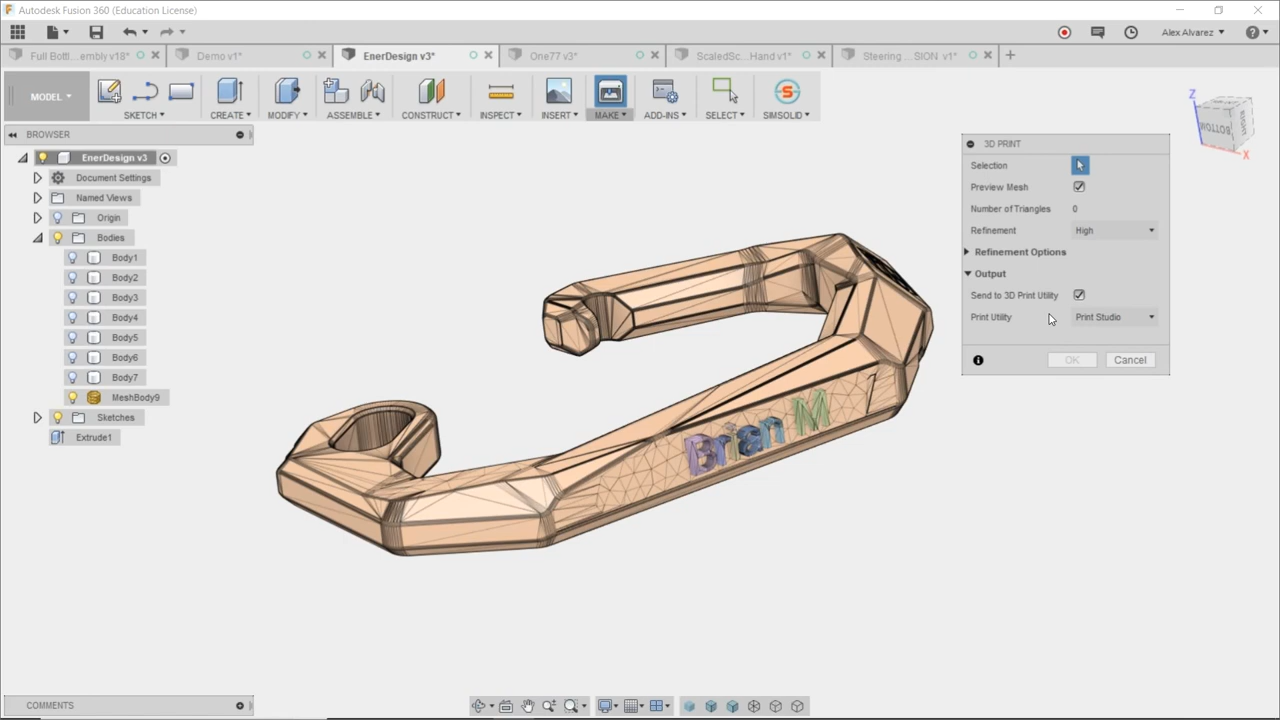 Autodesk Fusion 360 (Education License)
Alex Alvarez
Full Bottl...embly v18*
Demo v1*
EnerDesign v3*
One77 v3*
ScaledSc...Hand v1*
Steering ...SION v1*
MODEL
SKETCH
CREATE
MODIFY
ASSEMBLE
CONSTRUCT
INSPECT
INSERT
MAKE
ADD-INS
SELECT
SIMSOLID
BROWSER
EnerDesign v3
Document Settings
Named Views
Origin
Bodies
Body1
Body2
Body3
Body4
Body5
Body6
Body7
MeshBody9
Sketches
Extrude1
Brian M
Z
BOTTOM
X
3D PRINT
Selection
Preview Mesh
Number of Triangles 0
Refinement High
Refinement Options
Output
Send to 3D Print Utility
Print Utility Print Studio
OK Cancel
COMMENTS